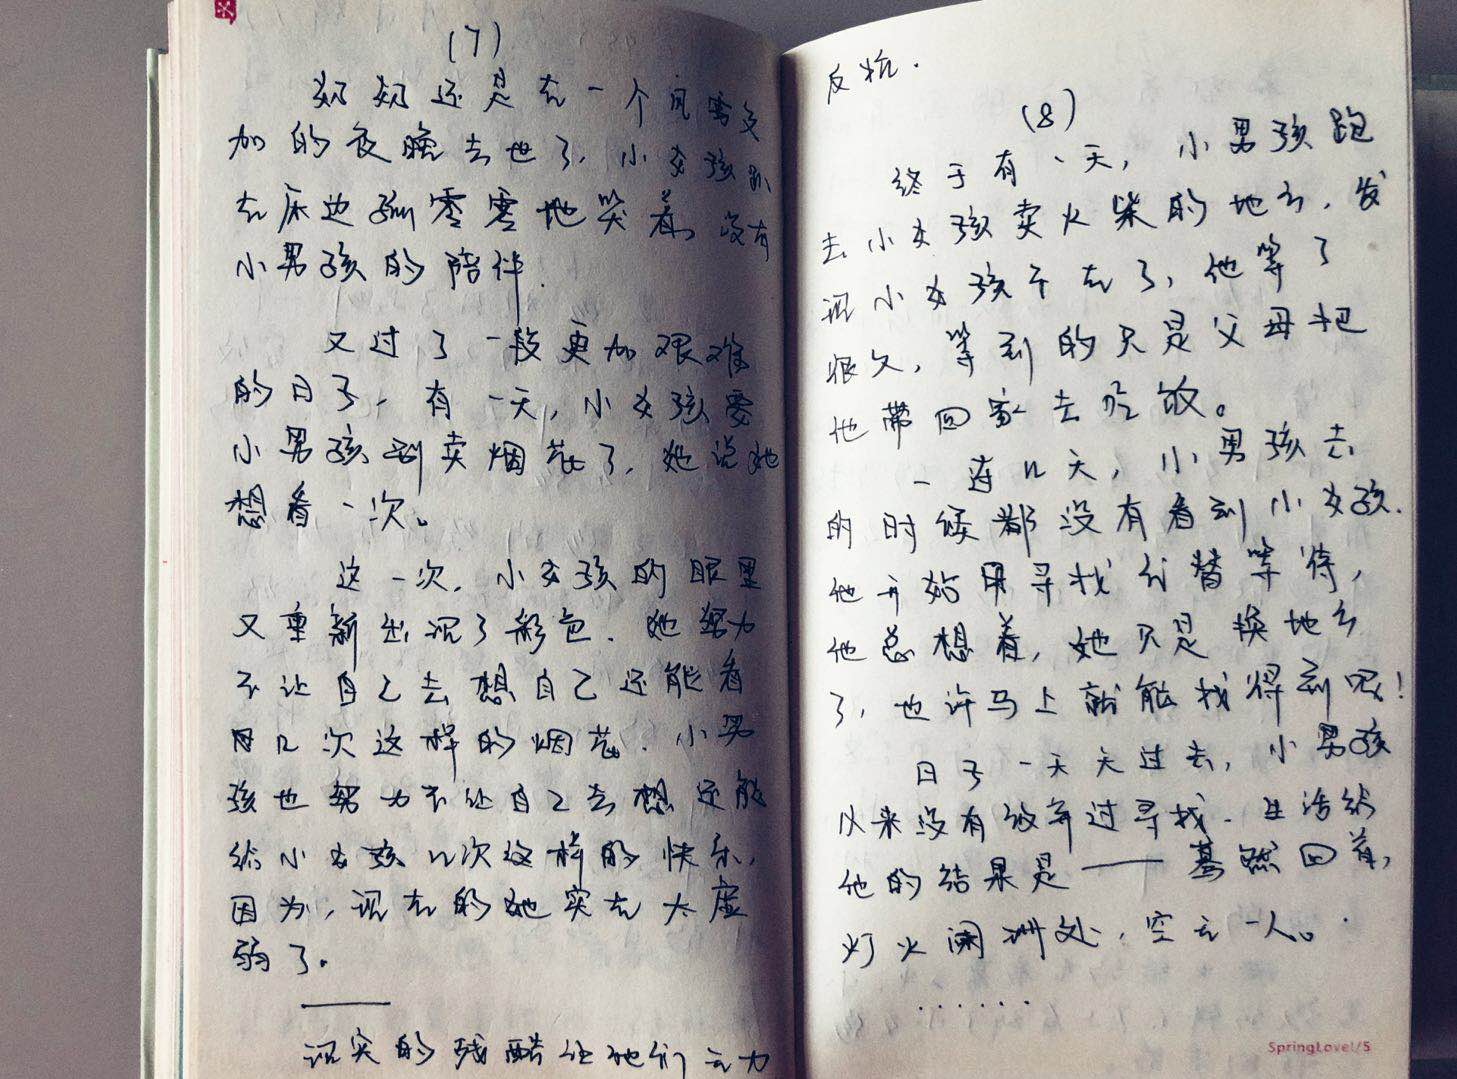 (7)
奶奶还是在一个风雪交
加的夜晚去世了，小女孩趴
在床边孤零零地哭着，没有
小男孩的陪伴.
又过了一段更加艰难
的日子，有一天，小女孩要
小男孩别卖烟花了，她说她
想看一次。
这一次，小女孩的眼里
又重新出现了彩色．她努力
不让自己去想自己还能看
几次这样的烟花．小男
孩也努力不让自己去想还能
给小女孩几次这样的快乐，
因为，现在的她实在太虚
弱了。
现实的残酷让他们无力
反抗．
(8)
终于有一天，小男孩跑
去小女孩卖火柴的地方，发
现小女孩不在了，他等了
很久，等到的只是父母把
他带回家去吃饭。
一连几天，小男孩去
的时候都没有看到小女孩．
他开始用寻找代替等待，
他总想着，她只是换地方
了，也许马上就能找得到呢！
日子一天天过去，小男孩
从来没有放弃过寻找．生活给
他的结果是——蓦然回首，
灯火阑珊处，空无一人。
......
SpringLove/5